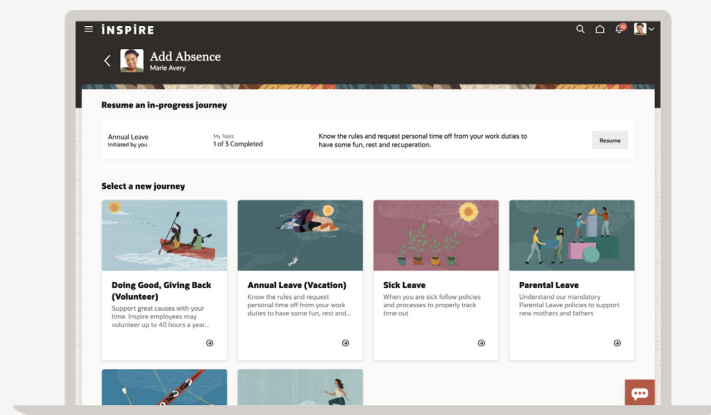 iNSPiRE
Add Absence
Marie Avery
Resume an in-progress journey
Annual Leave
Initiated by you
My Tasks
1 of 3 Completed
Know the rules and request personal time off from your work duties to
have some fun, rest and recuperation.
Resume
Select a new journey
Doing Good, Giving Back
(Volunteer)
Support great causes with your
time. Inspire employees may
volunteer up to 40 hours a year...
Annual Leave (Vacation)
Know the rules and request
personal time off from your work
duties to have some fun, rest and...
Sick Leave
When you are sick follow policies
and processes to properly track
time out
Parental Leave
Understand our mandatory
Parental Leave policies to support
new mothers and fathers